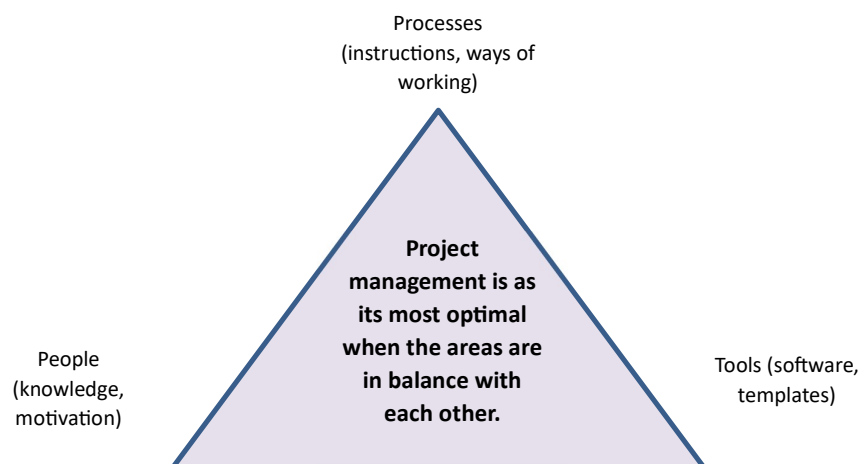 Processes
(instructions, ways of
working)
Project
management is as
its most optimal
when the areas are
in balance with
each other.
People
(knowledge,
motivation)
Tools (software,
templates)